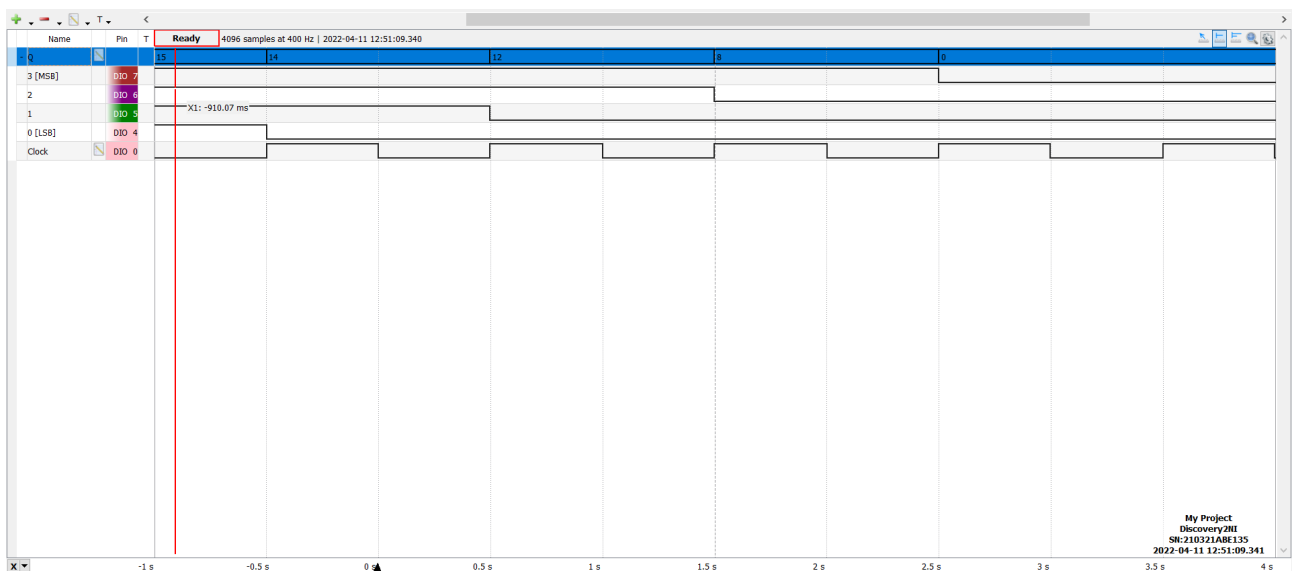 T
Name Pin T Ready 4096 samples at 400 Hz | 2022-04-11 12:51:09.340
Q 15 14 12 8 0
3 [MSB] DIO 7
2 DIO 6
1 DIO 5 X1: -910.07 ms
0 [LSB] DIO 4
Clock DIO 0
My Project
Discovery2NI
SN:210321ABE135
2022-04-11 12:51:09.341
X -1 s -0.5 s 0 s 0.5 s 1 s 1.5 s 2 s 2.5 s 3 s 3.5 s 4 s